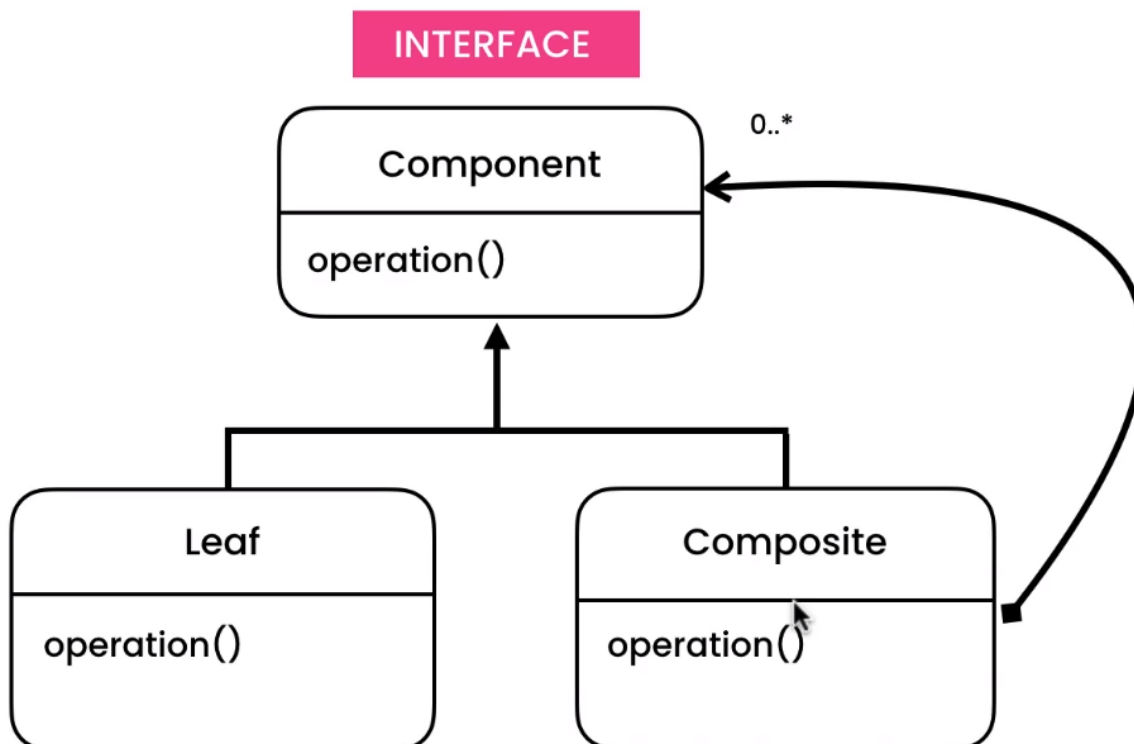 INTERFACE
0..*
Component
operation()
Leaf
Composite
operation()
operation()